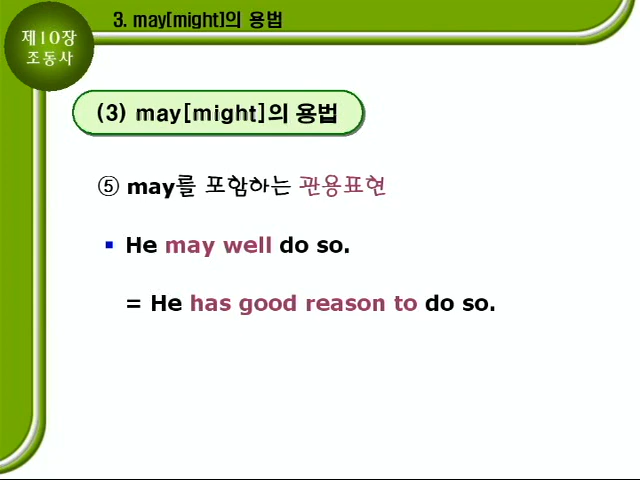 3. may[might]의 용법
제10장
조동사
(3) may[might]의 용법
⑤ may를 포함하는 관용표현
▪ He may well do so.
= He has good reason to do so.